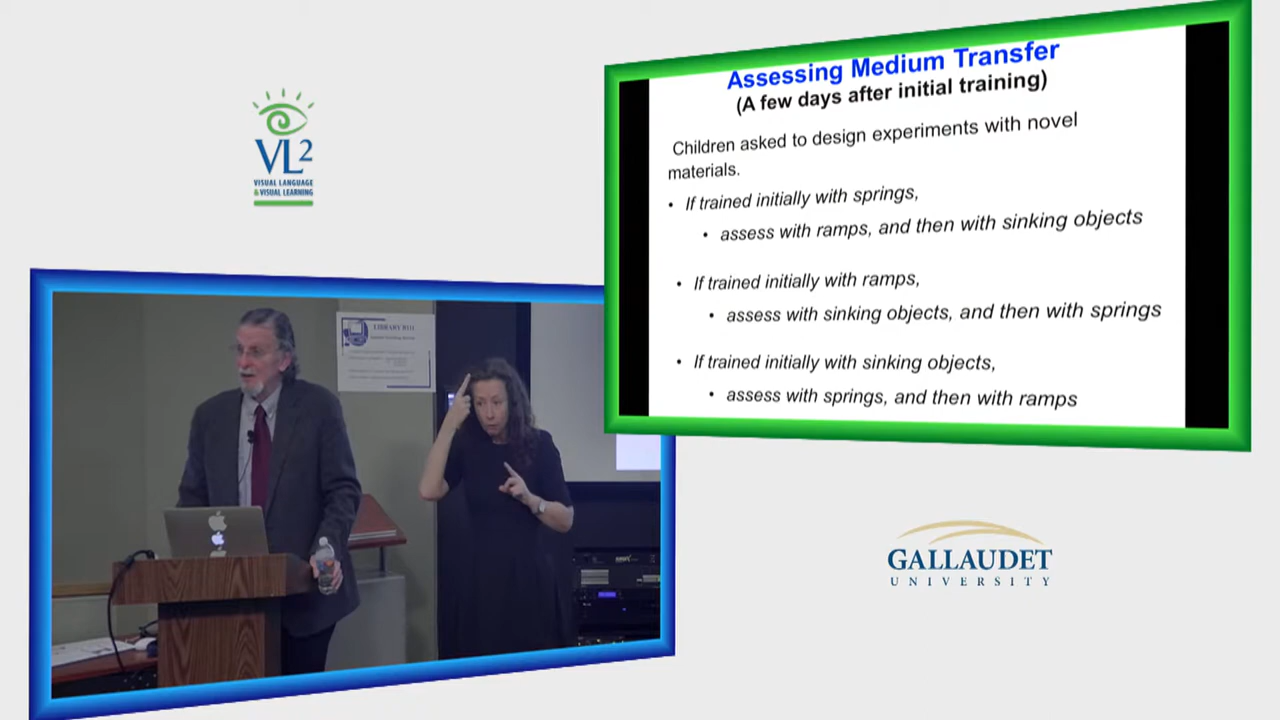 Assessing Medium Transfer
(A few days after initial training)
Children asked to design experiments with novel
materials.
• If trained initially with springs,
• assess with ramps, and then with sinking objects
• If trained initially with ramps,
• assess with sinking objects, and then with springs
• If trained initially with sinking objects,
• assess with springs, and then with ramps
VL2
VISUAL LANGUAGE
& VISUAL LEARNING
LIBRARY B111
GALLAUDET
UNIVERSITY